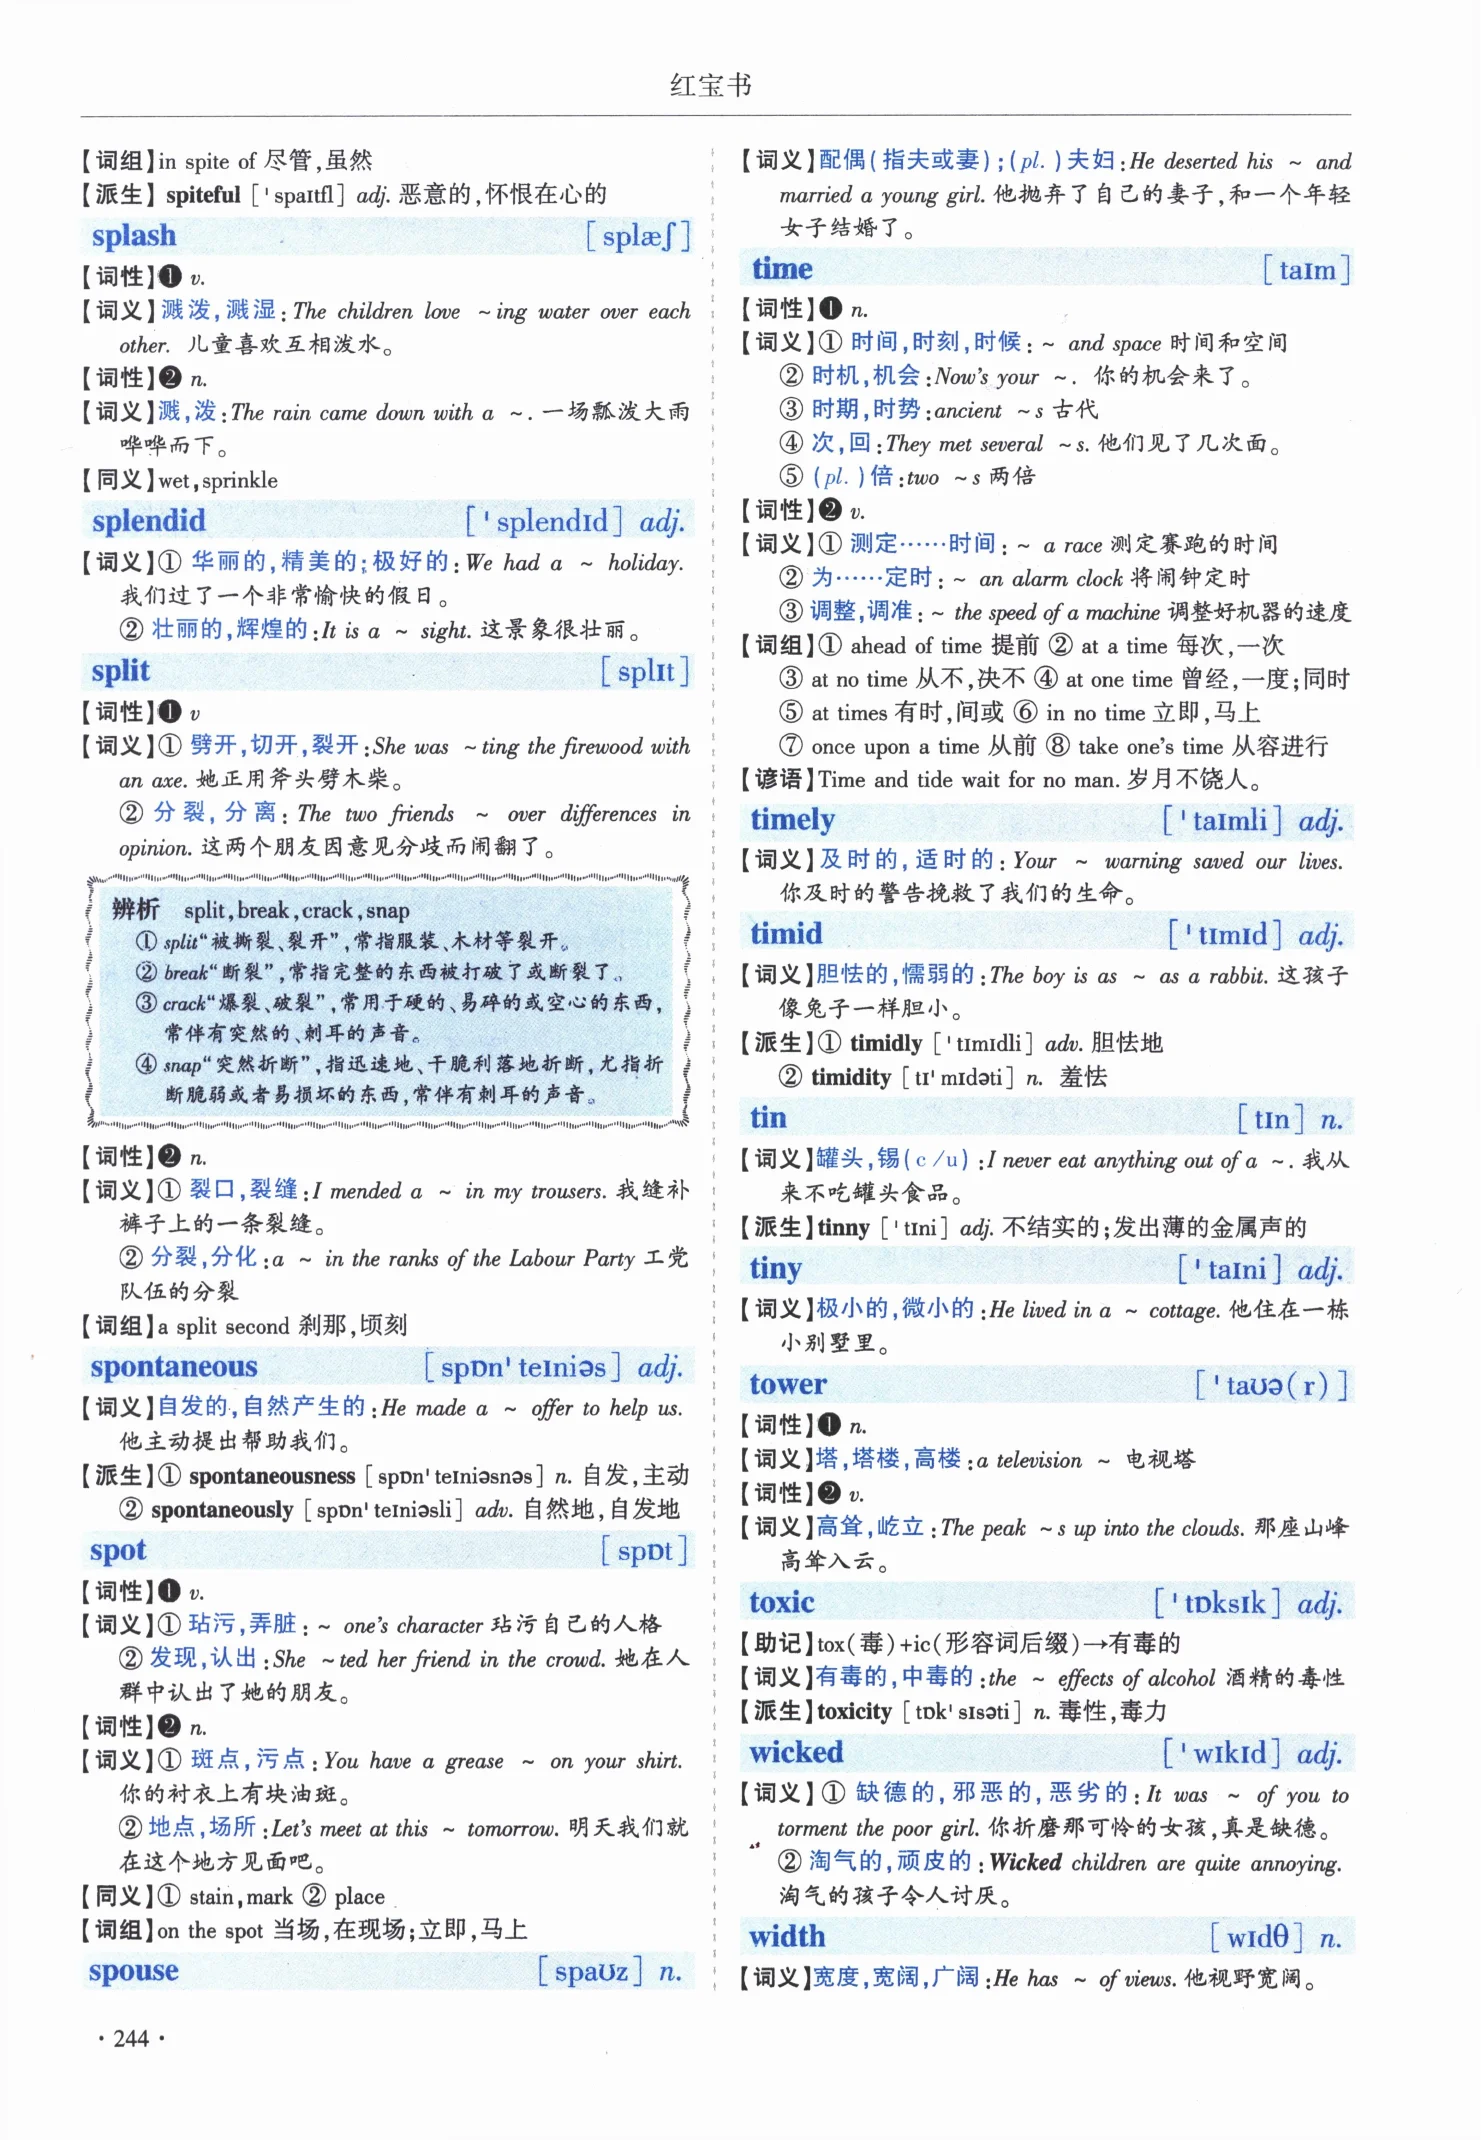 红宝书
【词组】in spite of 尽管,虽然
【派生】 spiteful [ˈspaɪtfl] adj. 恶意的,怀恨在心的
splash [splæʃ]
【词性】❶ v.
【词义】溅泼,溅湿: The children love ~ing water over each
other. 儿童喜欢互相泼水。
【词性】❷ n.
【词义】溅,泼: The rain came down with a ~. 一场瓢泼大雨
哗哗而下。
【同义】wet, sprinkle
splendid [ˈsplendɪd] adj.
【词义】① 华丽的,精美的;极好的: We had a ~ holiday.
我们过了一个非常愉快的假日。
② 壮丽的,辉煌的: It is a ~ sight. 这景象很壮丽。
split [splɪt]
【词性】❶ v
【词义】① 劈开,切开,裂开: She was ~ting the firewood with
an axe. 她正用斧头劈木柴。
② 分裂,分离: The two friends ~ over differences in
opinion. 这两个朋友因意见分歧而闹翻了。
辨析 split, break, crack, snap
① split“被撕裂、裂开”,常指服装、木材等裂开。
② break“断裂”,常指完整的东西被打破了或断裂了。
③ crack“爆裂、破裂”,常用于硬的、易碎的或空心的东西,
常伴有突然的、刺耳的声音。
④ snap“突然折断”,指迅速地、干脆利落地折断,尤指折
断脆弱或者易损坏的东西,常伴有刺耳的声音。
【词性】❷ n.
【词义】① 裂口,裂缝: I mended a ~ in my trousers. 我缝补
裤子上的一条裂缝。
② 分裂,分化: a ~ in the ranks of the Labour Party 工党
队伍的分裂
【词组】a split second 刹那,顷刻
spontaneous [spɒnˈteɪniəs] adj.
【词义】自发的,自然产生的: He made a ~ offer to help us.
他主动提出帮助我们。
【派生】① spontaneousness [spɒnˈteɪniəsnəs] n. 自发,主动
② spontaneously [spɒnˈteɪniəsli] adv. 自然地,自发地
spot [spɒt]
【词性】❶ v.
【词义】① 玷污,弄脏: ~ one's character 玷污自己的人格
② 发现,认出: She ~ted her friend in the crowd. 她在人
群中认出了她的朋友。
【词性】❷ n.
【词义】① 斑点,污点: You have a grease ~ on your shirt.
你的衬衣上有块油斑。
②地点,场所: Let's meet at this ~ tomorrow. 明天我们就
在这个地方见面吧。
【同义】① stain, mark ② place
【词组】on the spot 当场,在现场;立即,马上
spouse [spaʊz] n.
【词义】配偶(指夫或妻);(pl.)夫妇: He deserted his ~ and
married a young girl. 他抛弃了自己的妻子,和一个年轻
女子结婚了。
time [taɪm]
【词性】❶ n.
【词义】① 时间,时刻,时候: ~ and space 时间和空间
② 时机,机会: Now's your ~. 你的机会来了。
③ 时期,时势: ancient ~s 古代
④ 次,回: They met several ~s. 他们见了几次面。
⑤ (pl.)倍: two ~s 两倍
【词性】❷ v.
【词义】① 测定……时间: ~ a race 测定赛跑的时间
② 为……定时: ~ an alarm clock 将闹钟定时
③ 调整,调准: ~ the speed of a machine 调整好机器的速度
【词组】① ahead of time 提前 ② at a time 每次,一次
③ at no time 从不,决不 ④ at one time 曾经,一度;同时
⑤ at times 有时,间或 ⑥ in no time 立即,马上
⑦ once upon a time 从前 ⑧ take one's time 从容进行
【谚语】Time and tide wait for no man. 岁月不饶人。
timely [ˈtaɪmli] adj.
【词义】及时的,适时的: Your ~ warning saved our lives.
你及时的警告挽救了我们的生命。
timid [ˈtɪmɪd] adj.
【词义】胆怯的,懦弱的: The boy is as ~ as a rabbit. 这孩子
像兔子一样胆小。
【派生】① timidly [ˈtɪmɪdli] adv. 胆怯地
② timidity [tɪˈmɪdəti] n. 羞怯
tin [tɪn] n.
【词义】罐头,锡(c/u): I never eat anything out of a ~. 我从
来不吃罐头食品。
【派生】tinny [ˈtɪni] adj. 不结实的;发出薄的金属声的
tiny [ˈtaɪni] adj.
【词义】极小的,微小的: He lived in a ~ cottage. 他住在一栋
小别墅里。
tower [ˈtaʊə(r)]
【词性】❶ n.
【词义】塔,塔楼,高楼: a television ~ 电视塔
【词性】❷ v.
【词义】高耸,屹立: The peak ~s up into the clouds. 那座山峰
高耸入云。
toxic [ˈtɒksɪk] adj.
【助记】tox(毒)+ic(形容词后缀)→有毒的
【词义】有毒的,中毒的: the ~ effects of alcohol 酒精的毒性
【派生】toxicity [tɒkˈsɪsəti] n. 毒性,毒力
wicked [ˈwɪkɪd] adj.
【词义】① 缺德的,邪恶的,恶劣的: It was ~ of you to
torment the poor girl. 你折磨那可怜的女孩,真是缺德。
② 淘气的,顽皮的: Wicked children are quite annoying.
淘气的孩子令人讨厌。
width [wɪdθ] n.
【词义】宽度,宽阔,广阔: He has ~ of views. 他视野宽阔。
·244·